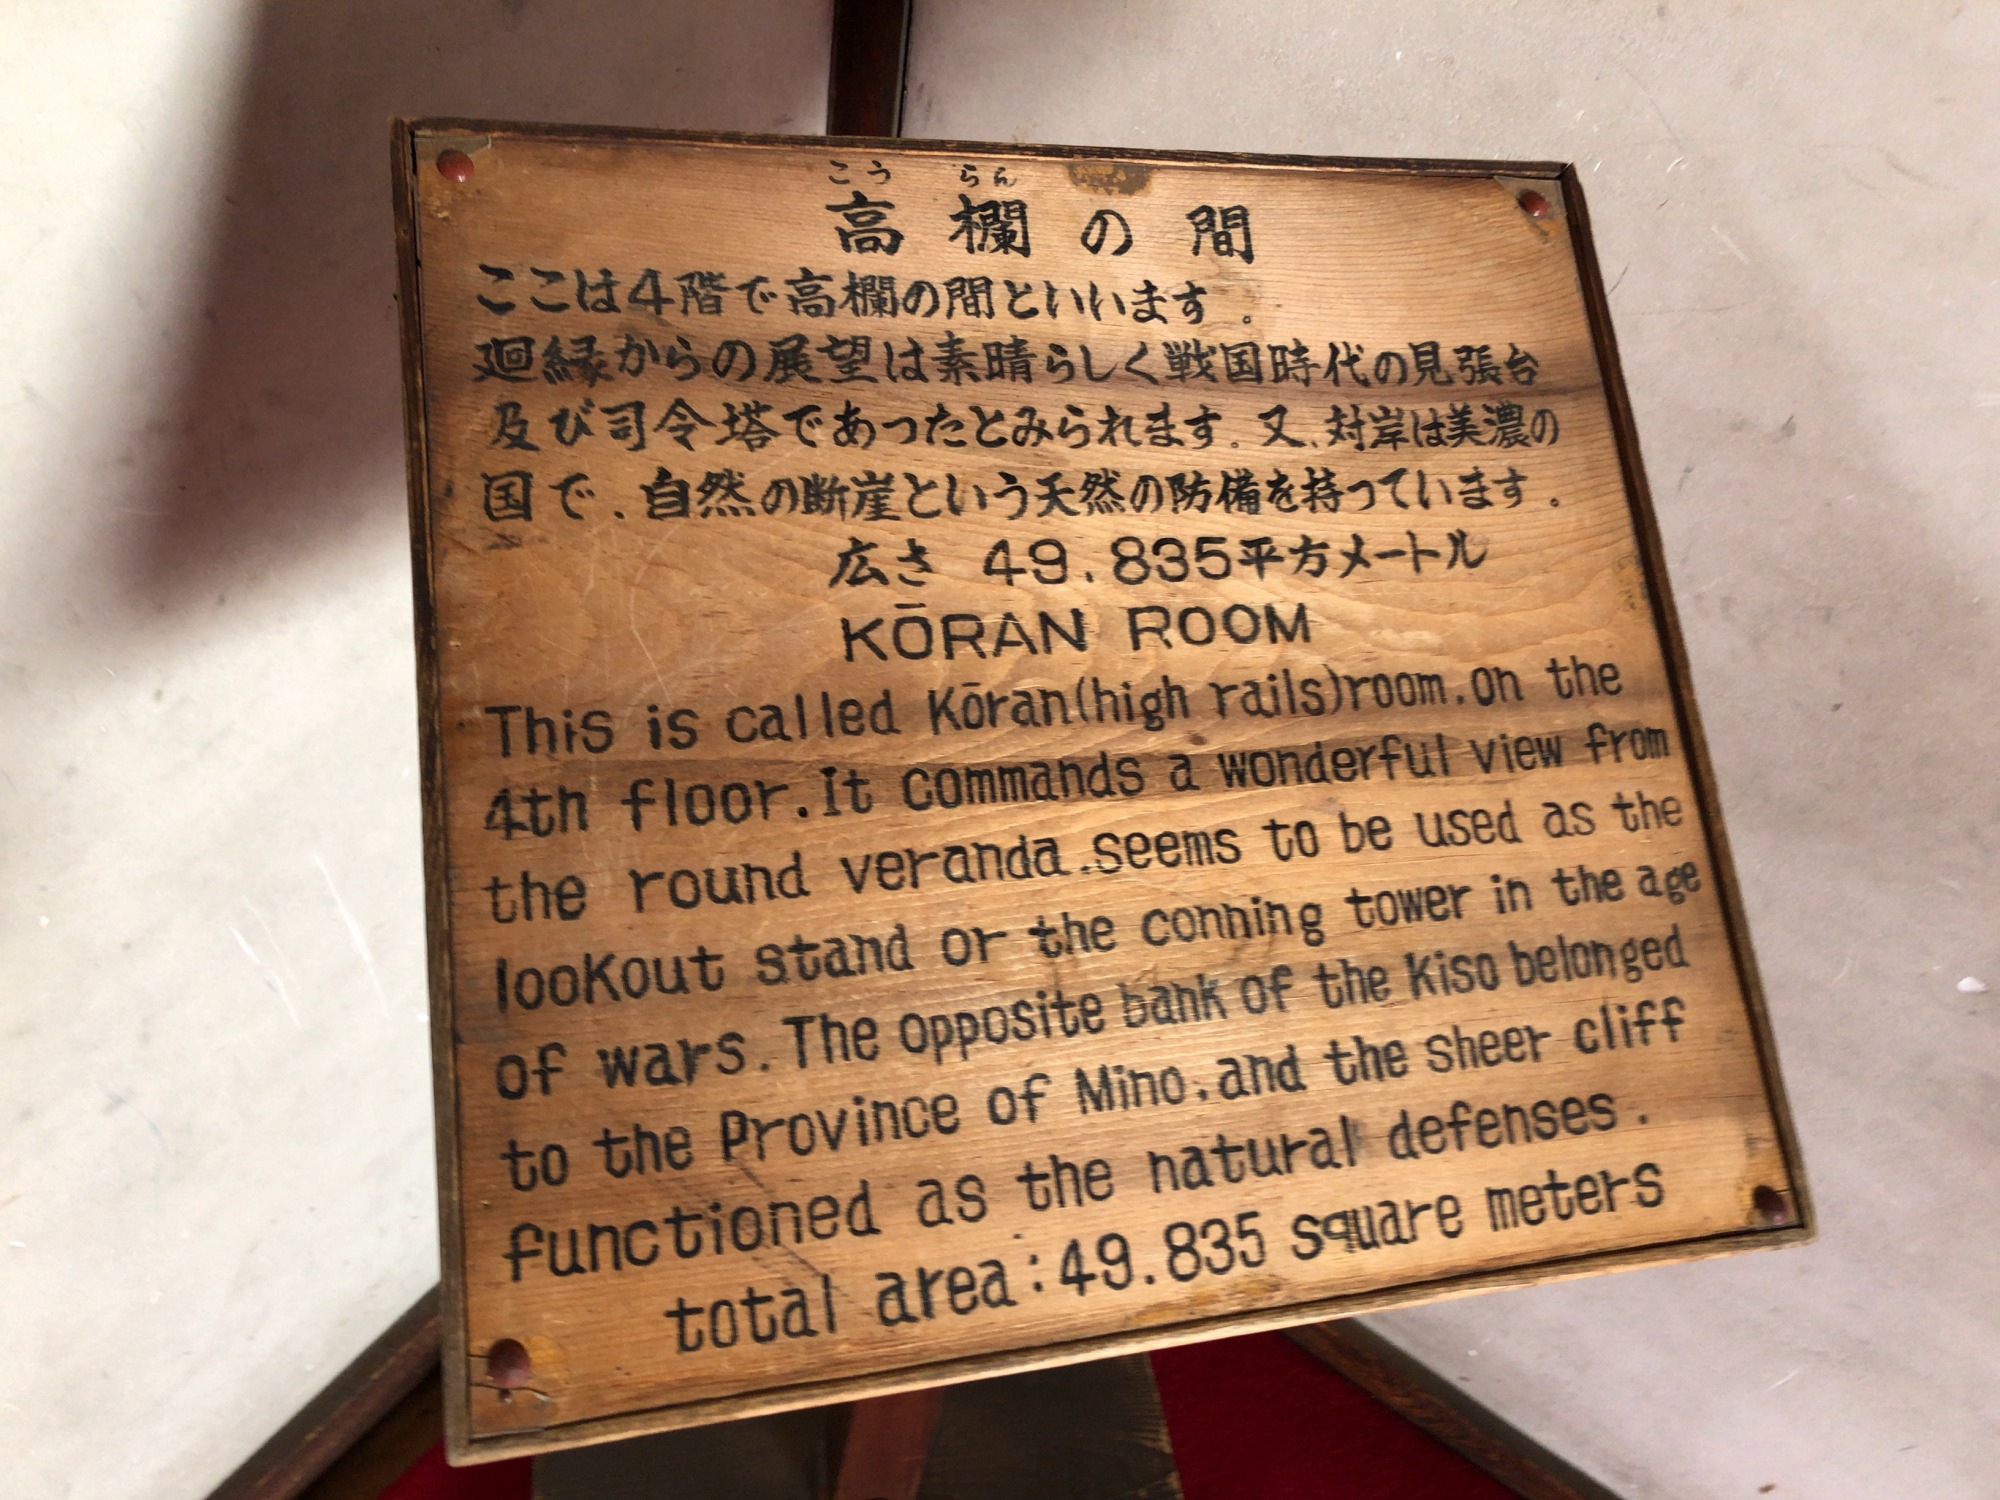 こう らん
高欄の間
ここは4階で高欄の間といいます。
廻縁からの展望は素晴らしく戦国時代の見張台
及び司令塔であったとみられます。又、対岸は美濃の
国で、自然の断崖という天然の防備を持っています。
広さ 49.835平方メートル
KŌRAN ROOM
This is called Kōran(high rails)room.on the
4th floor.It commands a wonderful view from
the round veranda.seems to be used as the
lookout stand or the conning tower in the age
of wars. The opposite bank of the Kiso belonged
to the Province of Mino.and the sheer cliff
functioned as the natural defenses.
total area:49.835 square meters